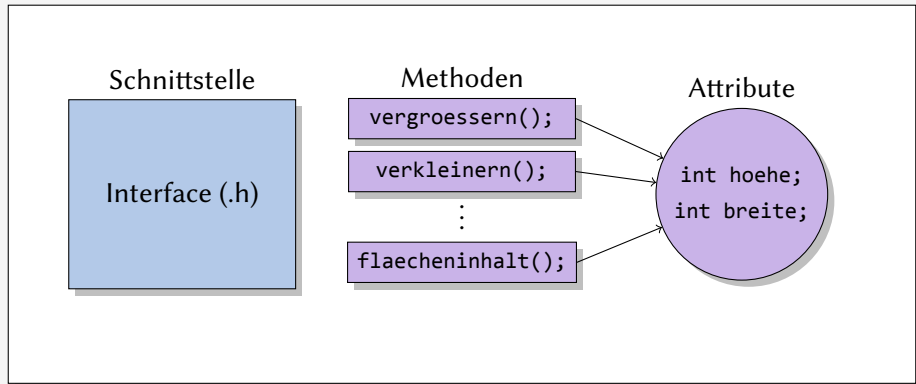 Schnittstelle
Interface (.h)
Methoden
vergroessern();
verkleinern();
⋮
flaecheninhalt();
Attribute
int hoehe;
int breite;